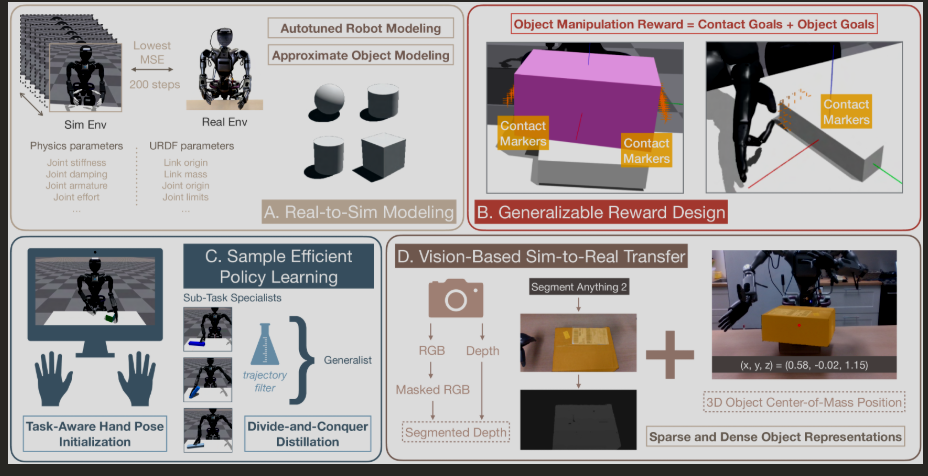 Autotuned Robot Modeling
Approximate Object Modeling
Lowest
MSE
200 steps
Sim Env
Real Env
Physics parameters
Joint stiffness
Joint damping
Joint armature
Joint effort
...
URDF parameters
Link origin
Link mass
Joint origin
Joint limits
...
A. Real-to-Sim Modeling
Object Manipulation Reward = Contact Goals + Object Goals
Contact
Markers
Contact
Markers
Contact
Markers
B. Generalizable Reward Design
C. Sample Efficient
Policy Learning
Sub-Task Specialists
trajectory
filter
Generalist
Task-Aware Hand Pose
Initialization
Divide-and-Conquer
Distillation
D. Vision-Based Sim-to-Real Transfer
RGB
Depth
Masked RGB
Segmented Depth
Segment Anything 2
(x, y, z) = (0.58, -0.02, 1.15)
3D Object Center-of-Mass Position
Sparse and Dense Object Representations